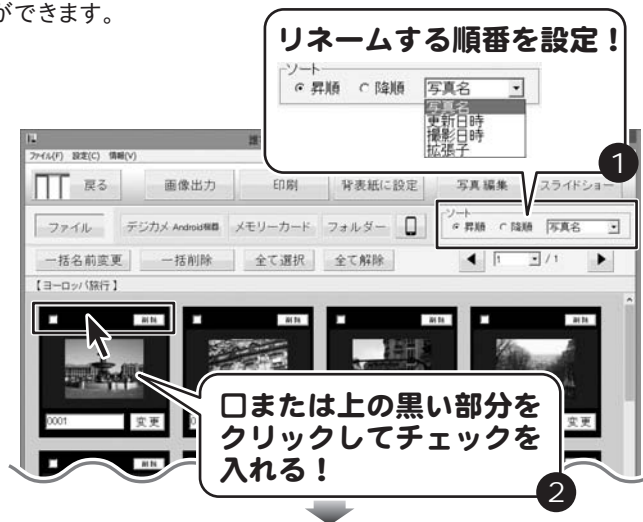 ができます。
リネームする順番を設定！
ソート
昇順 降順 写真名
写真名
更新日時
撮影日時
拡張子
1
ファイル(F) 設定(C) 情報(V)
戻る 画像出力 印刷 背表紙に設定 写真編集 スライドショー
ファイル デジカメ Android機器 メモリーカード フォルダー
ソート
昇順 降順 写真名
一括名前変更 一括削除 全て選択 全て解除 1 / 1
【ヨーロッパ旅行】
削除 削除 削除 削除
0001 変更 変更
□または上の黒い部分を
クリックしてチェックを
入れる！
2
削除